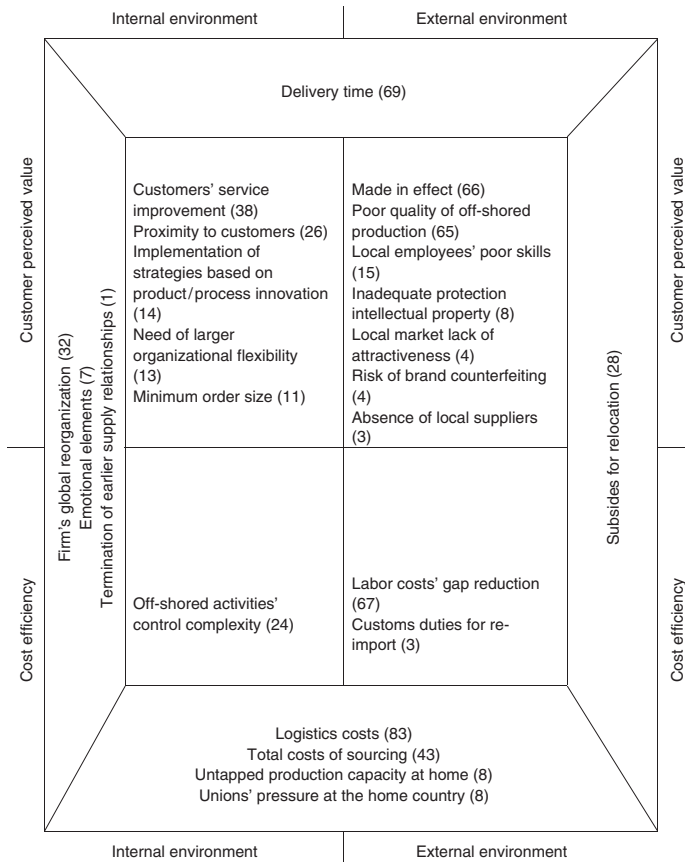 Internal environment
External environment
Delivery time (69)
Customer perceived value
Customer perceived value
Customers' service
improvement (38)
Proximity to customers (26)
Implementation of
strategies based on
product/process innovation
(14)
Need of larger
organizational flexibility
(13)
Minimum order size (11)
Made in effect (66)
Poor quality of off-shored
production (65)
Local employees' poor skills
(15)
Inadequate protection
intellectual property (8)
Local market lack of
attractiveness (4)
Risk of brand counterfeiting
(4)
Absence of local suppliers
(3)
Firm's global reorganization (32)
Emotional elements (7)
Termination of earlier supply relationships (1)
Subsides for relocation (28)
Cost efficiency
Cost efficiency
Off-shored activities'
control complexity (24)
Labor costs' gap reduction
(67)
Customs duties for re-
import (3)
Logistics costs (83)
Total costs of sourcing (43)
Untapped production capacity at home (8)
Unions' pressure at the home country (8)
Internal environment
External environment